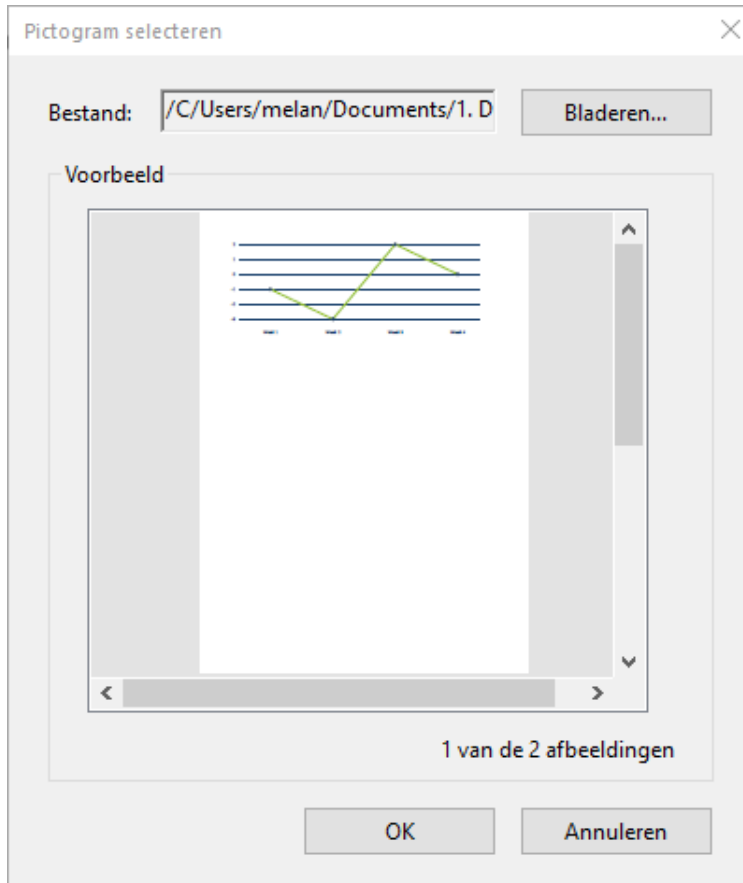 Pictogram selecteren
Bestand: /C/Users/melan/Documents/1. D Bladeren...
Voorbeeld
1 van de 2 afbeeldingen
OK Annuleren